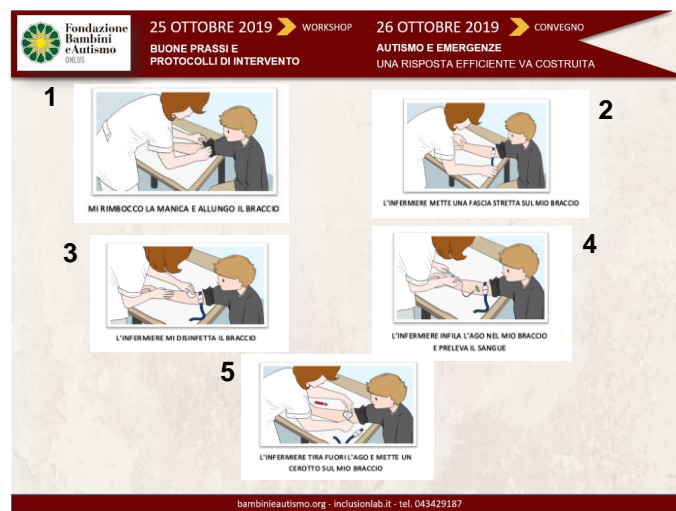 Fondazione
Bambini
e Autismo
ONLUS
25 OTTOBRE 2019 WORKSHOP
BUONE PRASSI E
PROTOCOLLI DI INTERVENTO
26 OTTOBRE 2019 CONVEGNO
AUTISMO E EMERGENZE
UNA RISPOSTA EFFICIENTE VA COSTRUITA
1
MI RIMBOCCO LA MANICA E ALLUNGO IL BRACCIO
2
L'INFERMIERE METTE UNA FASCIA STRETTA SUL MIO BRACCIO
3
L'INFERMIERE MI DISINFETTA IL BRACCIO
4
L'INFERMIERE INFILA L'AGO NEL MIO BRACCIO
E PRELEVA IL SANGUE
5
L'INFERMIERE TIRA FUORI L'AGO E METTE UN
CEROTTO SUL MIO BRACCIO
bambinieautismo.org - inclusionlab.it - tel. 043429187